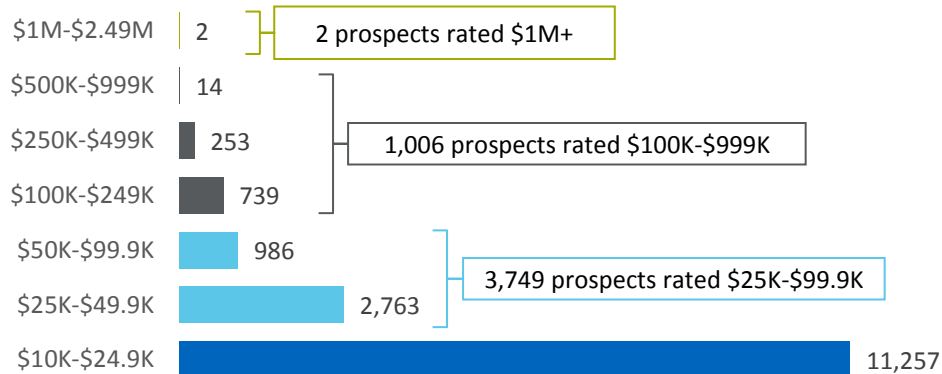 $1M-$2.49M 2 2 prospects rated $1M+
$500K-$999K 14
$250K-$499K 253 1,006 prospects rated $100K-$999K
$100K-$249K 739
$50K-$99.9K 986
3,749 prospects rated $25K-$99.9K
$25K-$49.9K 2,763
$10K-$24.9K 11,257